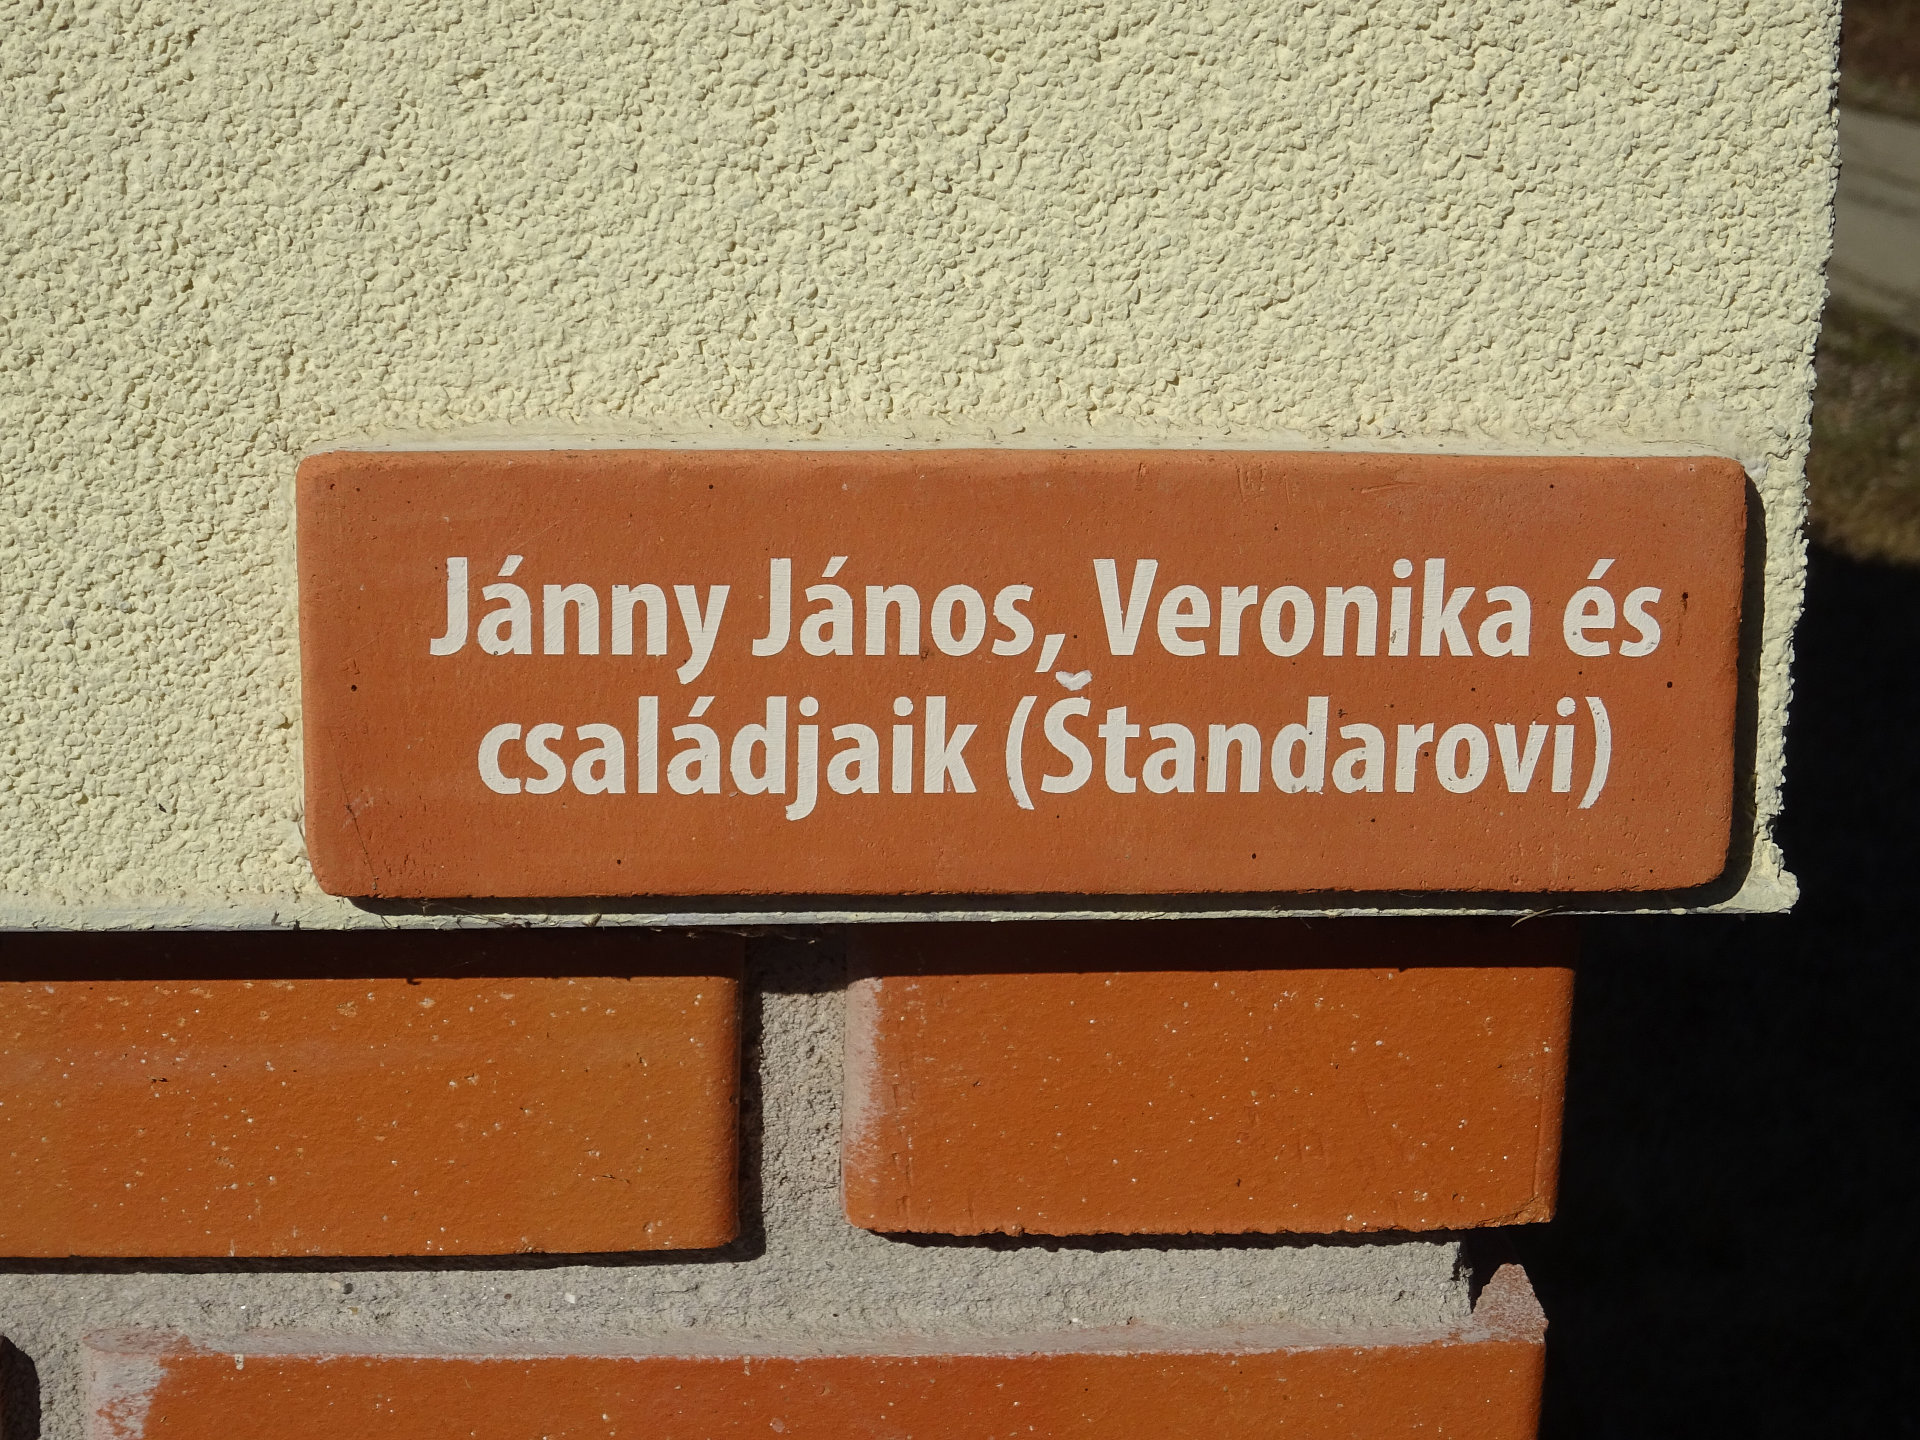 Jánny János, Veronika és
családjaik (Štandarovi)